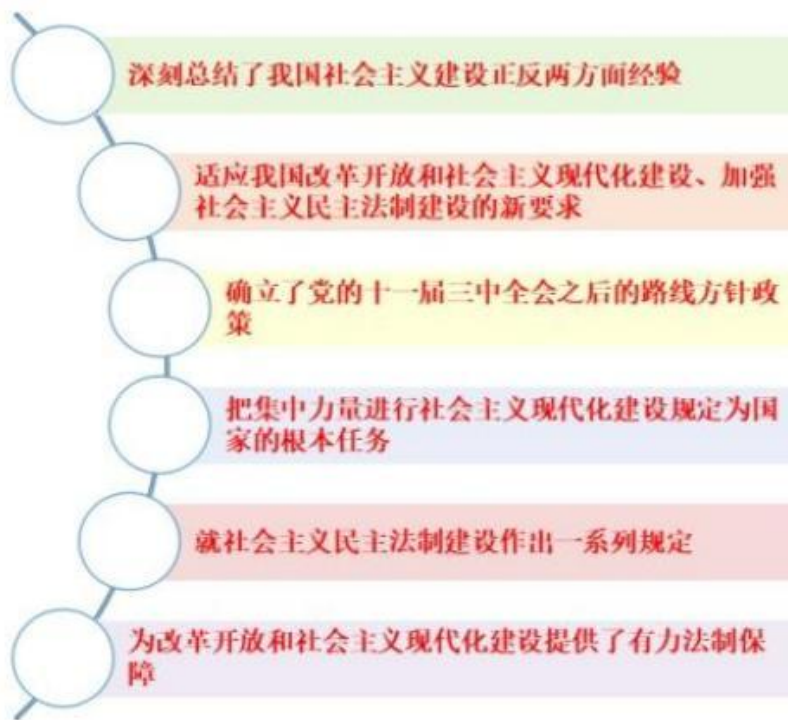 深刻总结了我国社会主义建设正反两方面经验
适应我国改革开放和社会主义现代化建设、加强
社会主义民主法制建设的新要求
确立了党的十一届三中全会之后的路线方针政
策
把集中力量进行社会主义现代化建设规定为国
家的根本任务
就社会主义民主法制建设作出一系列规定
为改革开放和社会主义现代化建设提供了有力法制保
障